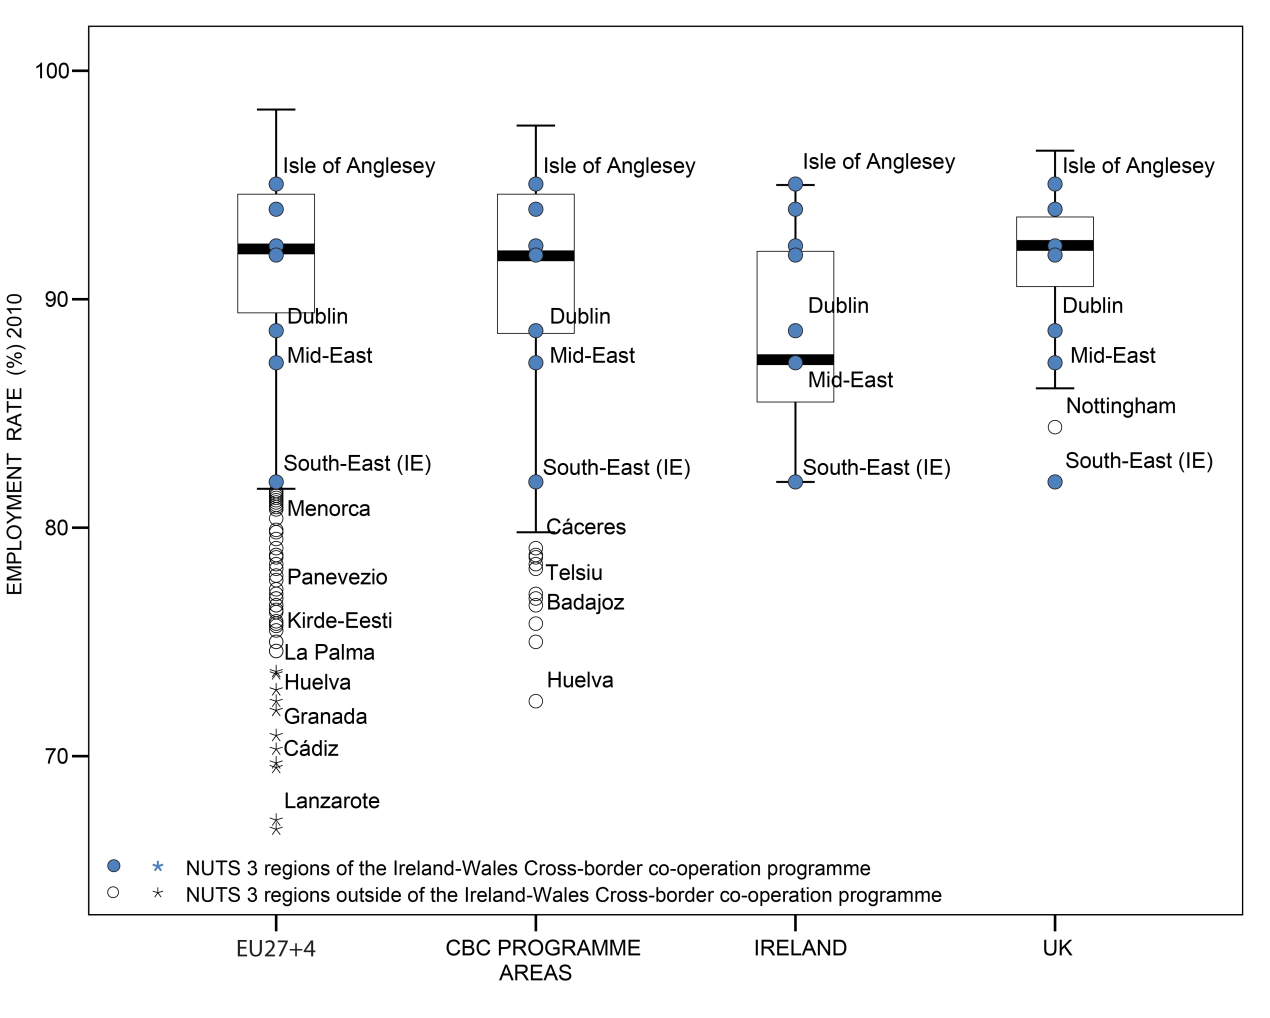 EMPLOYMENT RATE (%) 2010
100
90
80
70
Isle of Anglesey
Dublin
Mid-East
South-East (IE)
Menorca
Panevezio
Kirde-Eesti
La Palma
Huelva
Granada
Cádiz
Lanzarote
Isle of Anglesey
Dublin
Mid-East
South-East (IE)
Cáceres
Telsiu
Badajoz
Huelva
Isle of Anglesey
Dublin
Mid-East
South-East (IE)
Isle of Anglesey
Dublin
Mid-East
Nottingham
South-East (IE)
NUTS 3 regions of the Ireland-Wales Cross-border co-operation programme
NUTS 3 regions outside of the Ireland-Wales Cross-border co-operation programme
EU27+4
CBC PROGRAMME
AREAS
IRELAND
UK